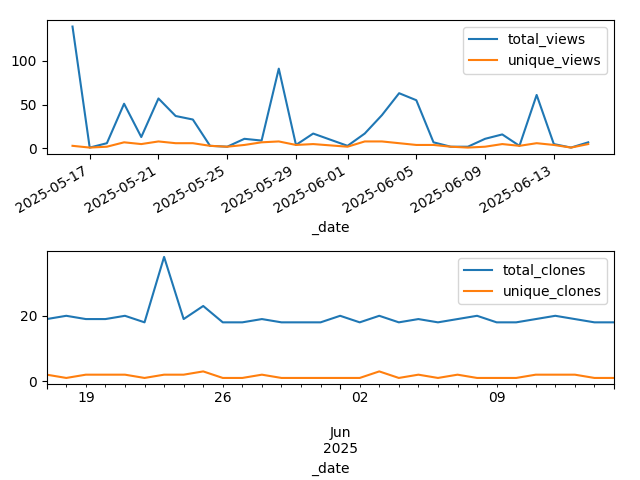 total_views
unique_views
100
50
0
2025-05-17
2025-05-21
2025-05-25
2025-05-29
2025-06-01
2025-06-05
2025-06-09
2025-06-13
_date
total_clones
unique_clones
20
0
19
26
02
09
Jun
2025
_date